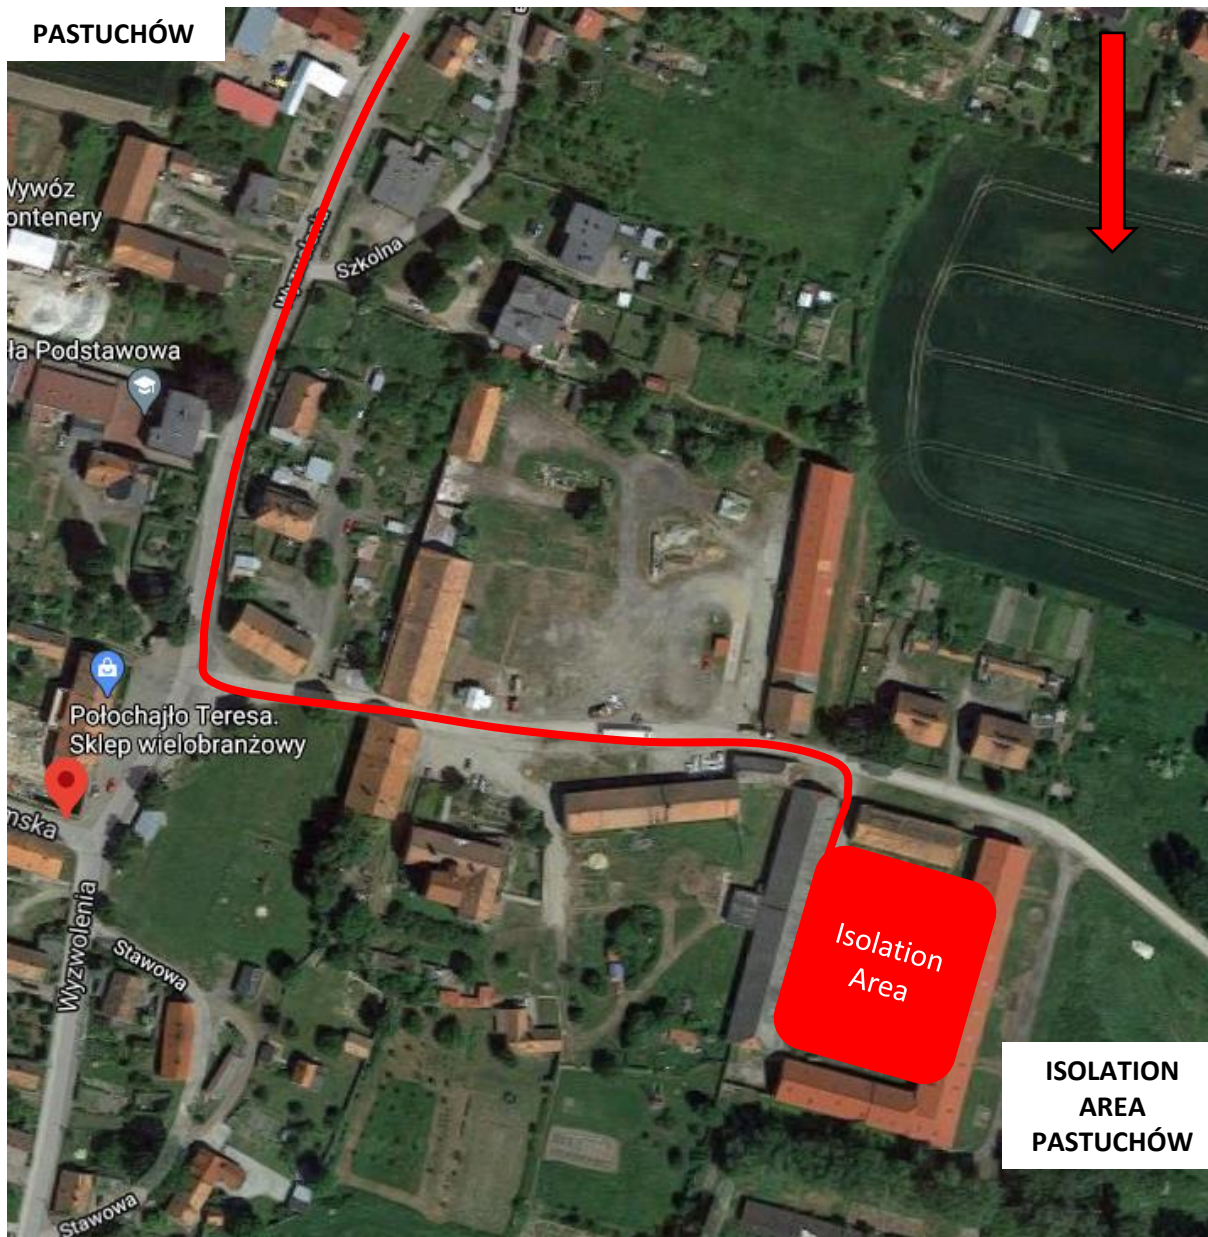 PASTUCHÓW
Wywóz
ontenery
Szkolna
Wyzwolenia
ła Podstawowa
Połochajło Teresa.
Sklep wielobranżowy
nska
Wyzwolenia
Stawowa
Isolation
Area
ISOLATION
AREA
PASTUCHÓW
Stawowa